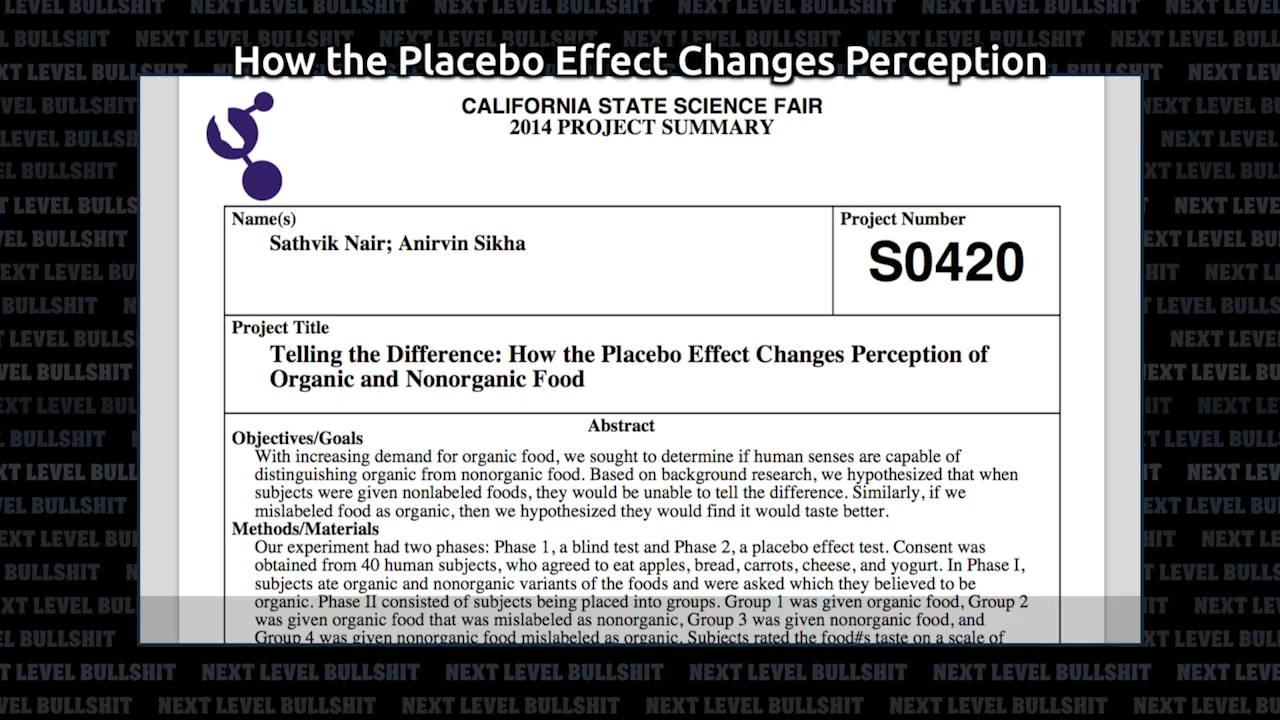 How the Placebo Effect Changes Perception
CALIFORNIA STATE SCIENCE FAIR
2014 PROJECT SUMMARY
Name(s)
Sathvik Nair; Anirvin Sikha
Project Number
S0420
Project Title
Telling the Difference: How the Placebo Effect Changes Perception of
Organic and Nonorganic Food
Abstract
Objectives/Goals
With increasing demand for organic food, we sought to determine if human senses are capable of
distinguishing organic from nonorganic food. Based on background research, we hypothesized that when
subjects were given nonlabeled foods, they would be unable to tell the difference. Similarly, if we
mislabeled food as organic, then we hypothesized they would find it would taste better.
Methods/Materials
Our experiment had two phases: Phase 1, a blind test and Phase 2, a placebo effect test. Consent was
obtained from 40 human subjects, who agreed to eat apples, bread, carrots, cheese, and yogurt. In Phase I,
subjects ate organic and nonorganic variants of the foods and were asked which they believed to be
organic. Phase II consisted of subjects being placed into groups. Group 1 was given organic food, Group 2
was given organic food that was mislabeled as nonorganic, Group 3 was given nonorganic food, and
Group 4 was given nonorganic food mislabeled as organic. Subjects rated the food#s taste on a scale of
NEXT LEVEL BULLSHIT NEXT LEVEL BULLSHIT NEXT LEVEL BULLSHIT NEXT LEVEL BULLSHIT